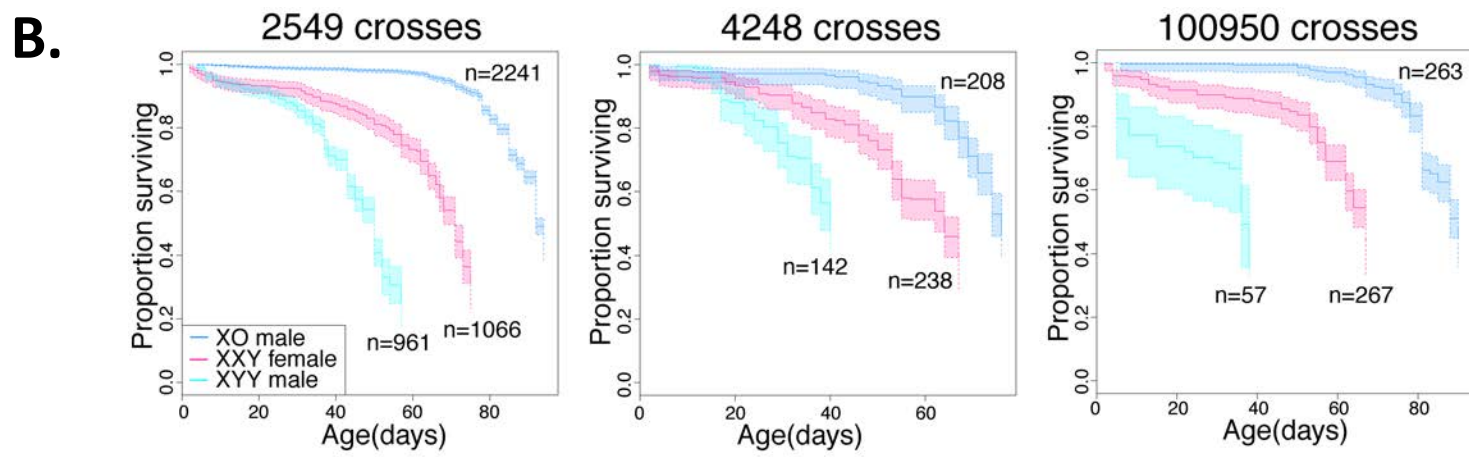 B.
2549 crosses
Proportion surviving
1.0
0.8
0.6
0.4
0.2
0.0
n=2241
n=961
n=1066
XO male
XXY female
XYY male
0 20 40 60 80
Age(days)
4248 crosses
Proportion surviving
1.0
0.8
0.6
0.4
0.2
0.0
n=208
n=142
n=238
0 20 40 60
Age(days)
100950 crosses
Proportion surviving
1.0
0.8
0.6
0.4
0.2
0.0
n=263
n=57
n=267
0 20 40 60 80
Age(days)